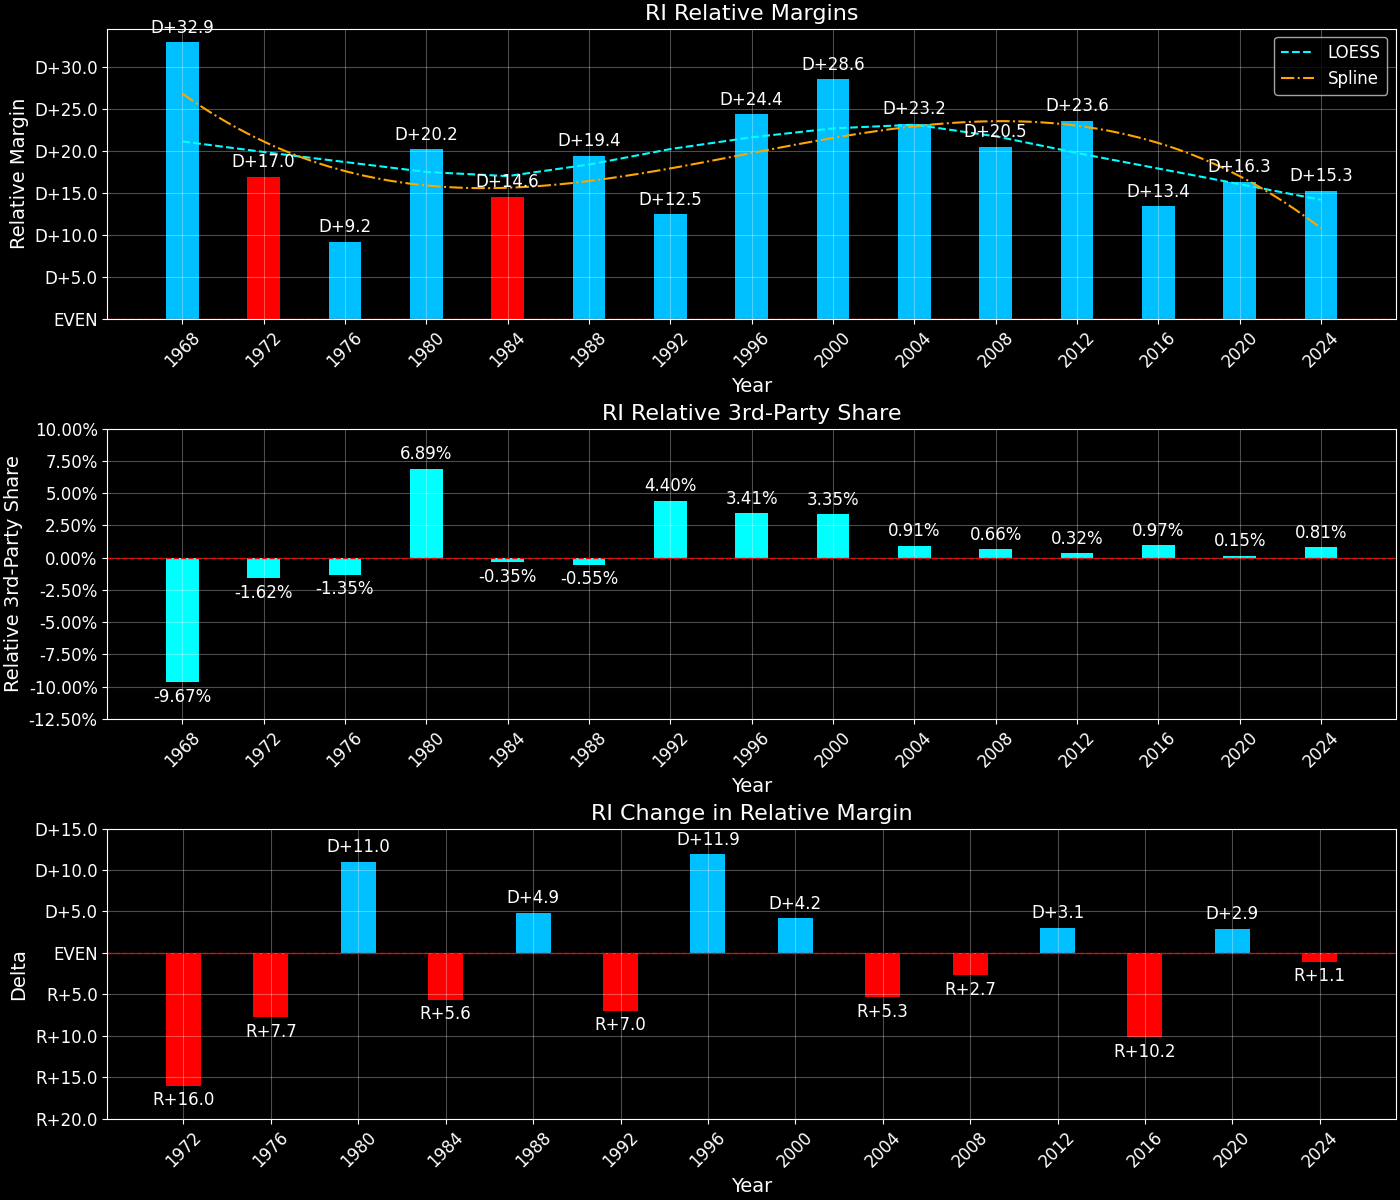 RI Relative Margins
Relative Margin
D+30.0
D+25.0
D+20.0
D+15.0
D+10.0
D+5.0
EVEN
D+32.9
D+17.0
D+9.2
D+20.2
D+14.6
D+19.4
D+12.5
D+24.4
D+28.6
D+23.2
D+20.5
D+23.6
D+13.4
D+16.3
D+15.3
LOESS
Spline
1968
1972
1976
1980
1984
1988
1992
1996
2000
2004
2008
2012
2016
2020
2024
Year
RI Relative 3rd-Party Share
Relative 3rd-Party Share
10.00%
7.50%
5.00%
2.50%
0.00%
-2.50%
-5.00%
-7.50%
-10.00%
-12.50%
-9.67%
-1.62%
-1.35%
6.89%
-0.35%
-0.55%
4.40%
3.41%
3.35%
0.91%
0.66%
0.32%
0.97%
0.15%
0.81%
1968
1972
1976
1980
1984
1988
1992
1996
2000
2004
2008
2012
2016
2020
2024
Year
RI Change in Relative Margin
Delta
D+15.0
D+10.0
D+5.0
EVEN
R+5.0
R+10.0
R+15.0
R+20.0
R+16.0
R+7.7
D+11.0
R+5.6
D+4.9
R+7.0
D+11.9
D+4.2
R+5.3
R+2.7
D+3.1
R+10.2
D+2.9
R+1.1
1972
1976
1980
1984
1988
1992
1996
2000
2004
2008
2012
2016
2020
2024
Year